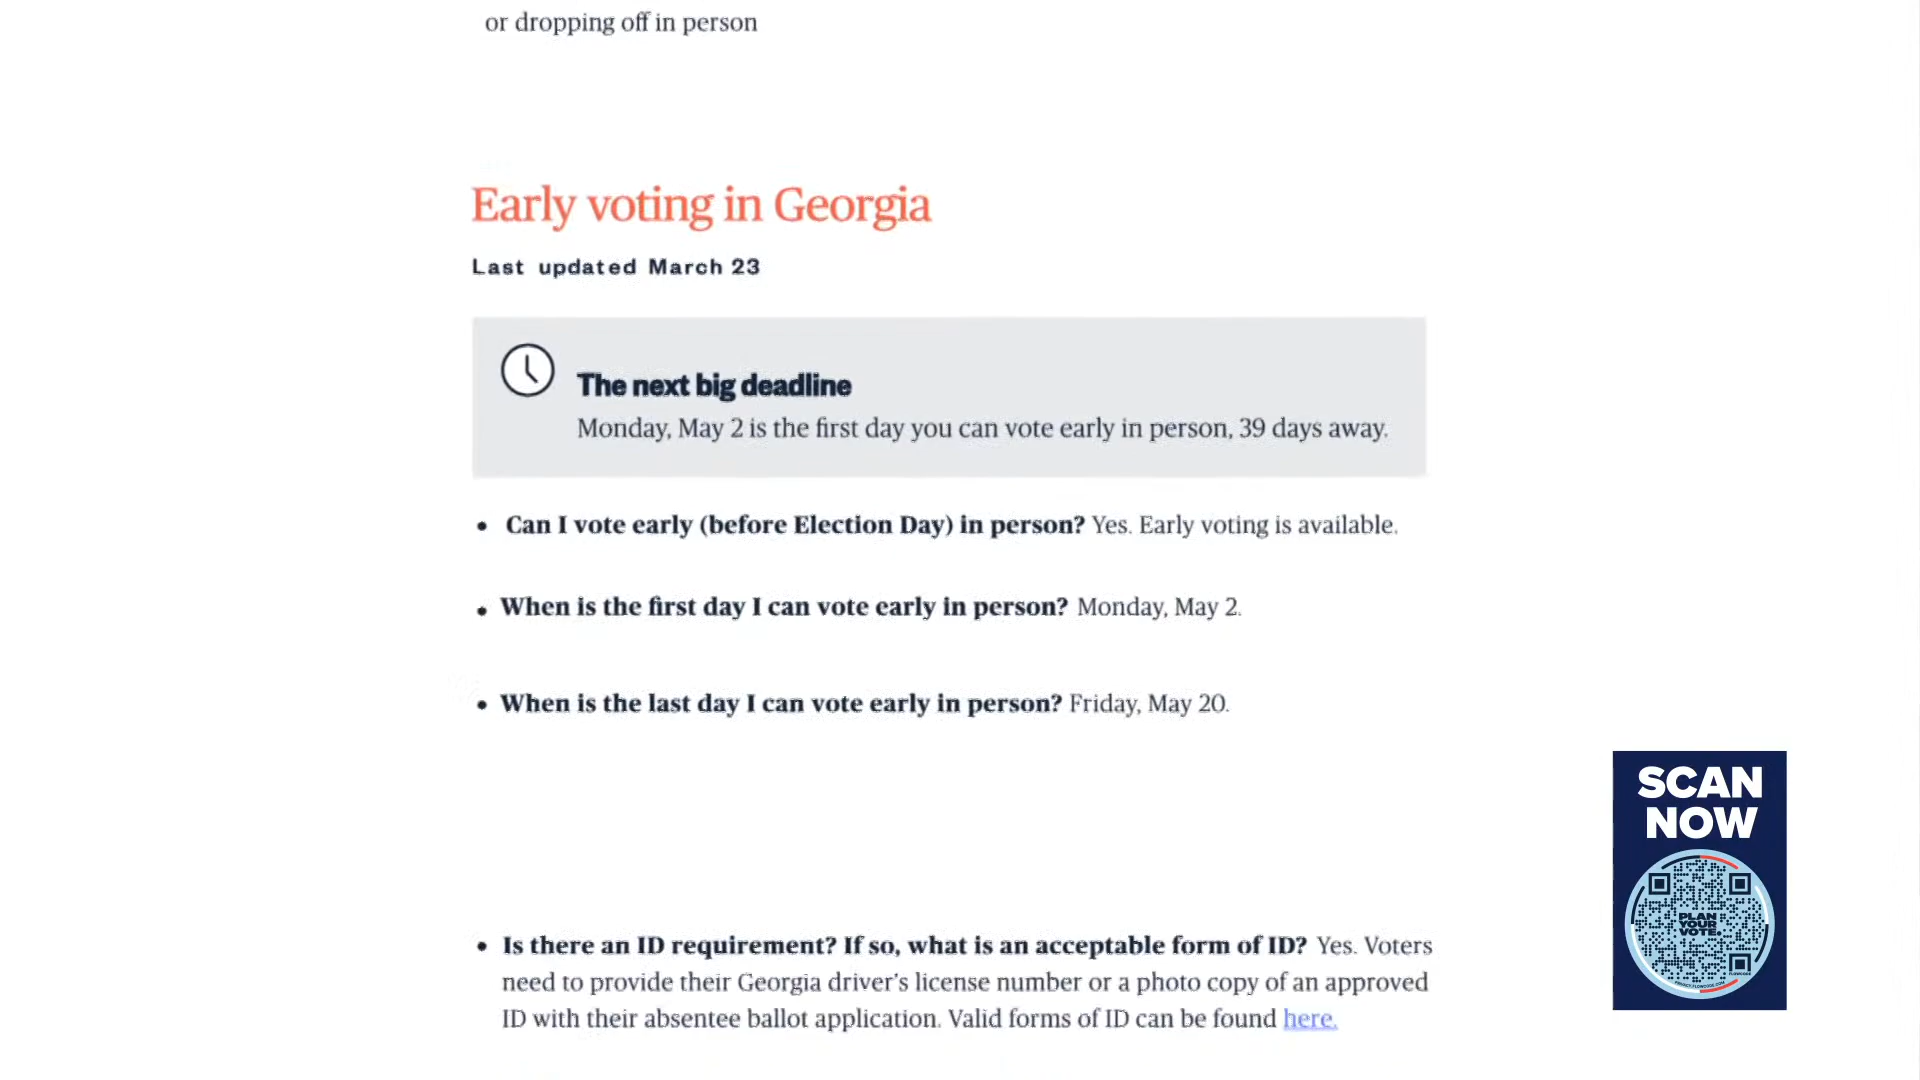 or dropping off in person
Early voting in Georgia
Last updated March 23
The next big deadline
Monday, May 2 is the first day you can vote early in person, 39 days away.
• Can I vote early (before Election Day) in person? Yes. Early voting is available.
• When is the first day I can vote early in person? Monday, May 2.
• When is the last day I can vote early in person? Friday, May 20.
• Is there an ID requirement? If so, what is an acceptable form of ID? Yes. Voters
need to provide their Georgia driver's license number or a photo copy of an approved
ID with their absentee ballot application. Valid forms of ID can be found here.
SCAN
NOW
PLAN
YOUR
VOTE.